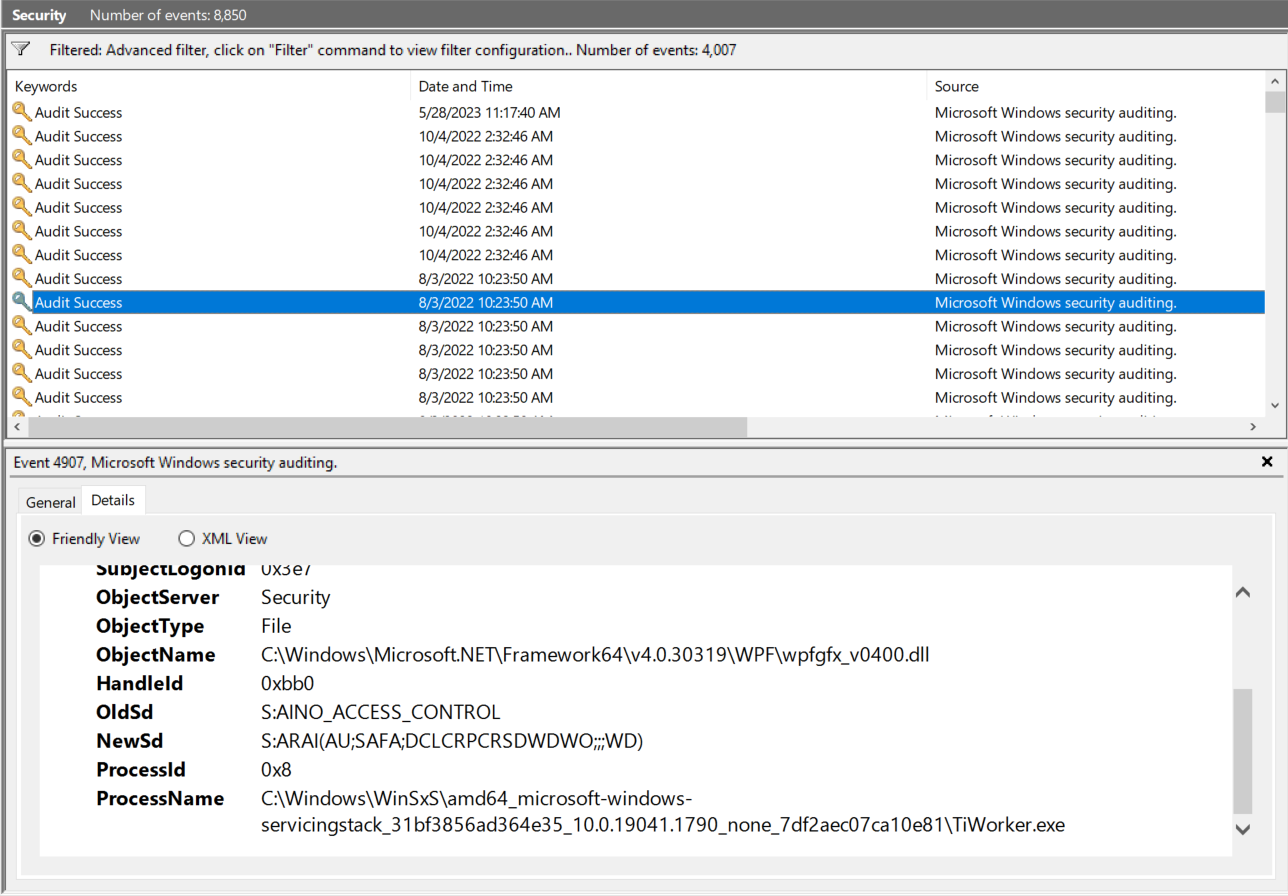 Security Number of events: 8,850
Filtered: Advanced filter, click on "Filter" command to view filter configuration.. Number of events: 4,007
Keywords Date and Time Source
Audit Success 5/28/2023 11:17:40 AM Microsoft Windows security auditing.
Audit Success 10/4/2022 2:32:46 AM Microsoft Windows security auditing.
Audit Success 10/4/2022 2:32:46 AM Microsoft Windows security auditing.
Audit Success 10/4/2022 2:32:46 AM Microsoft Windows security auditing.
Audit Success 10/4/2022 2:32:46 AM Microsoft Windows security auditing.
Audit Success 10/4/2022 2:32:46 AM Microsoft Windows security auditing.
Audit Success 10/4/2022 2:32:46 AM Microsoft Windows security auditing.
Audit Success 8/3/2022 10:23:50 AM Microsoft Windows security auditing.
Audit Success 8/3/2022 10:23:50 AM Microsoft Windows security auditing.
Audit Success 8/3/2022 10:23:50 AM Microsoft Windows security auditing.
Audit Success 8/3/2022 10:23:50 AM Microsoft Windows security auditing.
Audit Success 8/3/2022 10:23:50 AM Microsoft Windows security auditing.
Audit Success 8/3/2022 10:23:50 AM Microsoft Windows security auditing.
Event 4907, Microsoft Windows security auditing.
General Details
Friendly View XML View
SubjectLogonId 0x3e7
ObjectServer Security
ObjectType File
ObjectName C:\Windows\Microsoft.NET\Framework64\v4.0.30319\WPF\wpfgfx_v0400.dll
HandleId 0xbb0
OldSd S:AINO_ACCESS_CONTROL
NewSd S:ARAI(AU;SAFA;DCLCRPCRSDWDWO;;;WD)
ProcessId 0x8
ProcessName C:\Windows\WinSxS\amd64_microsoft-windows-
servicingstack_31bf3856ad364e35_10.0.19041.1790_none_7df2aec07ca10e81\TiWorker.exe